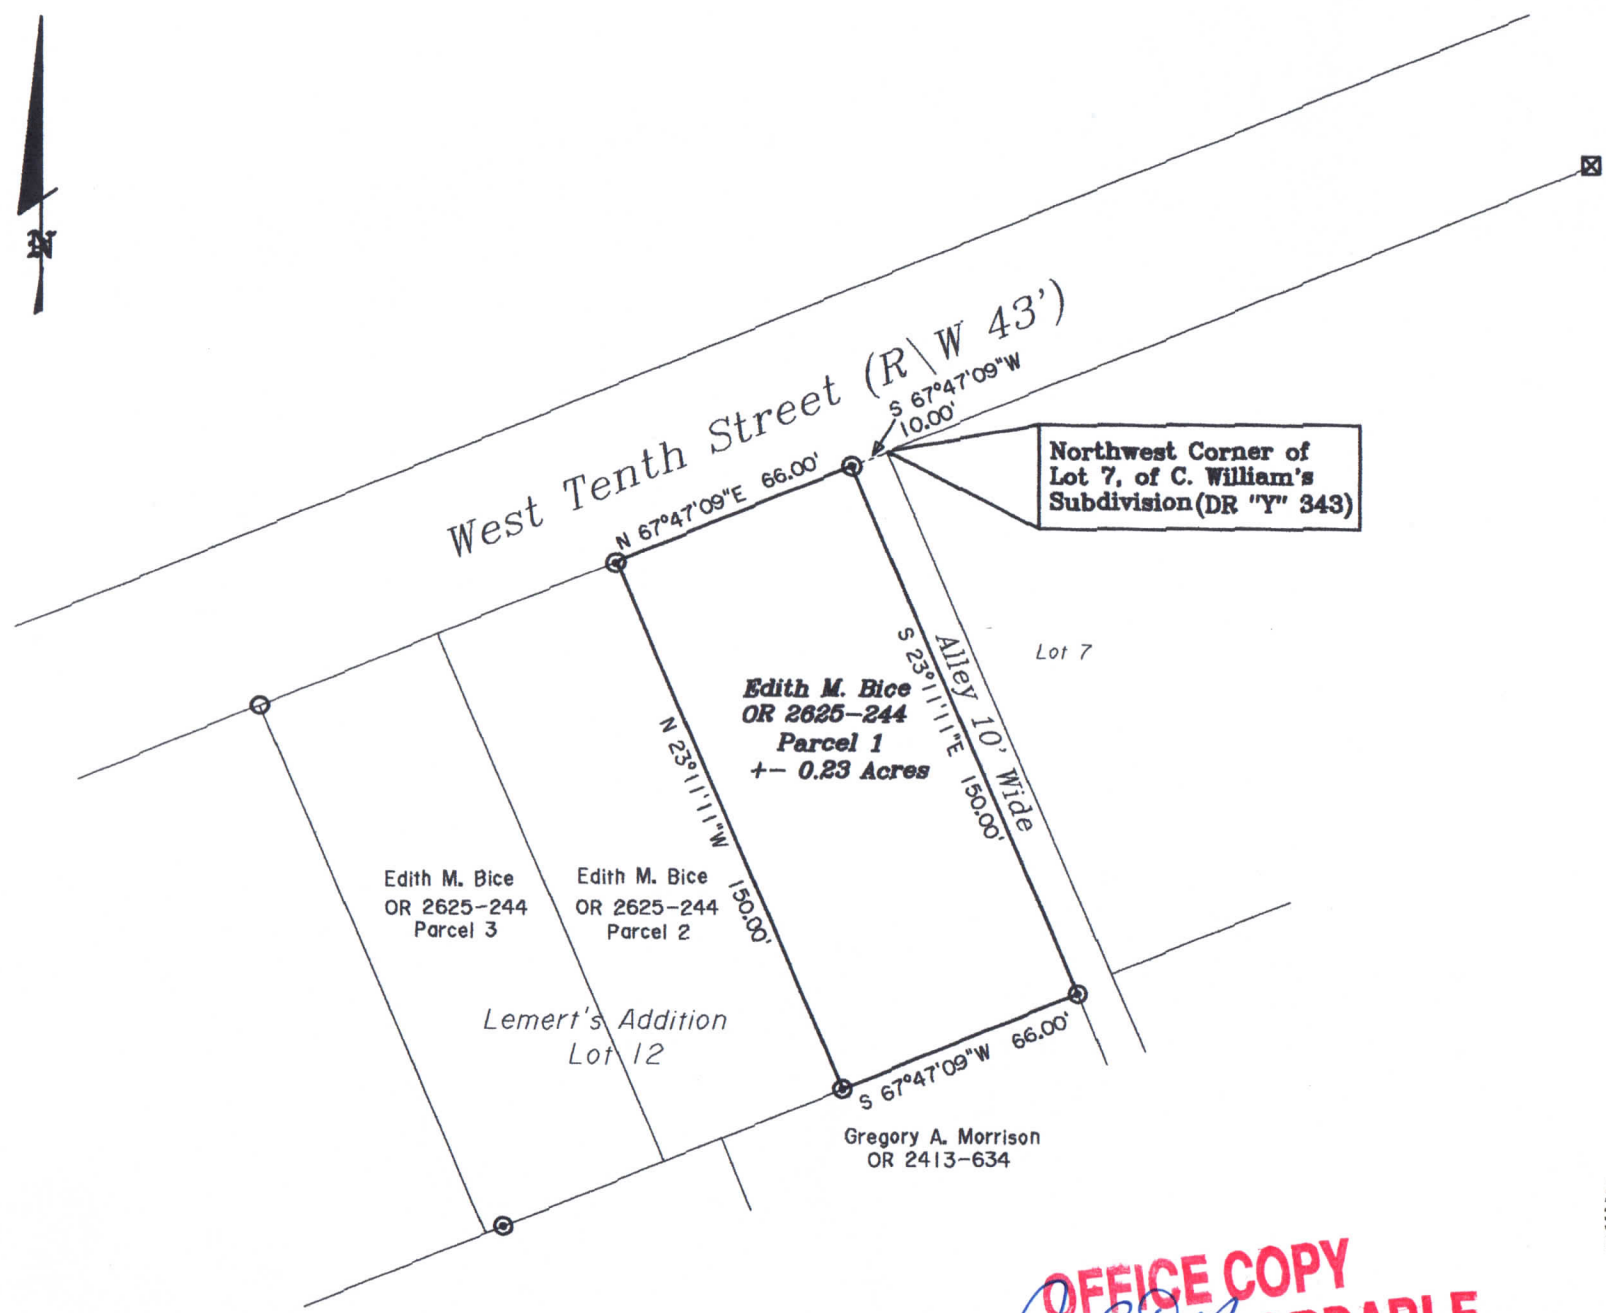 N
West Tenth Street (R\W 43')
S 67°47'09"W
10.00'
Northwest Corner of
Lot 7, of C. William's
Subdivision(DR "Y" 343)
N 67°47'09"E 66.00'
Lot 7
Alley 10' Wide
S 23°11'11"E 150.00'
Edith M. Bice
OR 2625-244
Parcel 1
+- 0.23 Acres
N 23°11'11"W 150.00'
Edith M. Bice
OR 2625-244
Parcel 3
Edith M. Bice
OR 2625-244
Parcel 2
Lemert's Addition
Lot 12
S 67°47'09"W 66.00'
Gregory A. Morrison
OR 2413-634
OFFICE COPY